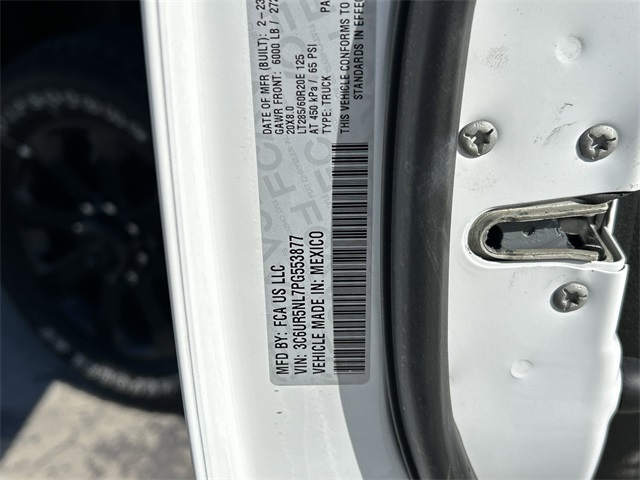 MFD BY: FCA US LLC
DATE OF MFR (BUILT): 2-23
GAWR FRONT: 6000 LB
20X8.0
LT285/60R20E 125
AT 450 kPa / 65 PSI
TYPE: TRUCK
THIS VEHICLE CONFORMS TO
STANDARDS IN EFFECT
VIN: 3C6UR5NL7PG553877
VEHICLE MADE IN: MEXICO